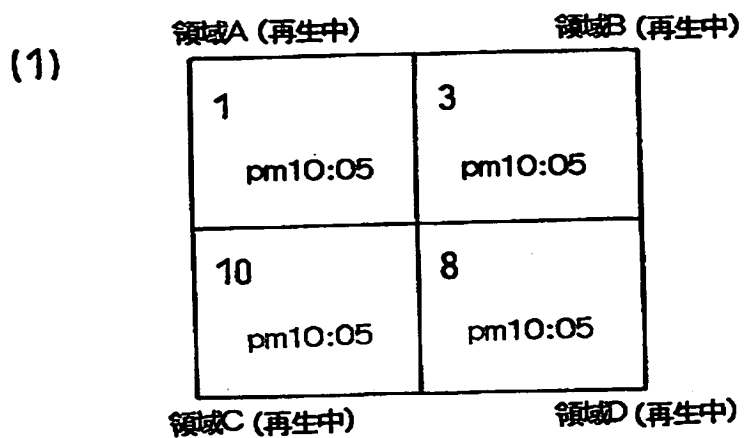 (1)
領域A (再生中)
領域B (再生中)
1
3
pm10:05
pm10:05
10
8
pm10:05
pm10:05
領域C (再生中)
領域D (再生中)